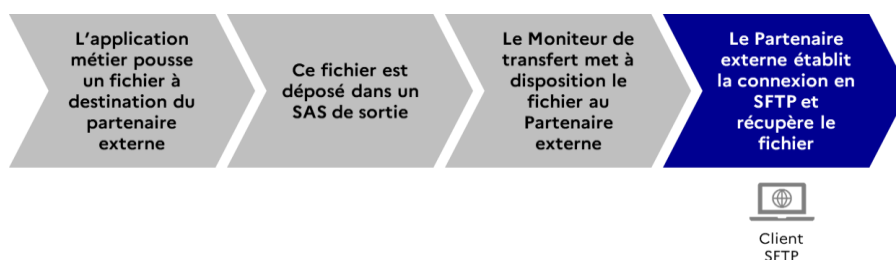 L'application
métier pousse
un fichier à
destination du
partenaire
externe
Ce fichier est
déposé dans un
SAS de sortie
Le Moniteur de
transfert met à
disposition le
fichier au
Partenaire
externe
Le Partenaire
externe établit
la connexion en
SFTP et
récupère le
fichier
Client
SFTP